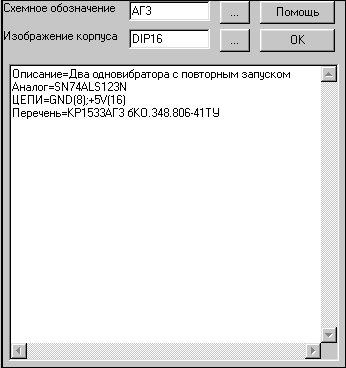 Схемное обозначение АГ3 ... Помощь
Изображение корпуса DIP16 ... OK
Описание=Два одновибратора с повторным запуском
Аналог=SN74ALS123N
ЦЕПИ=GND(8);+5V(16)
Перечень=КР1533АГ3 бКО.348.806-41ТУ